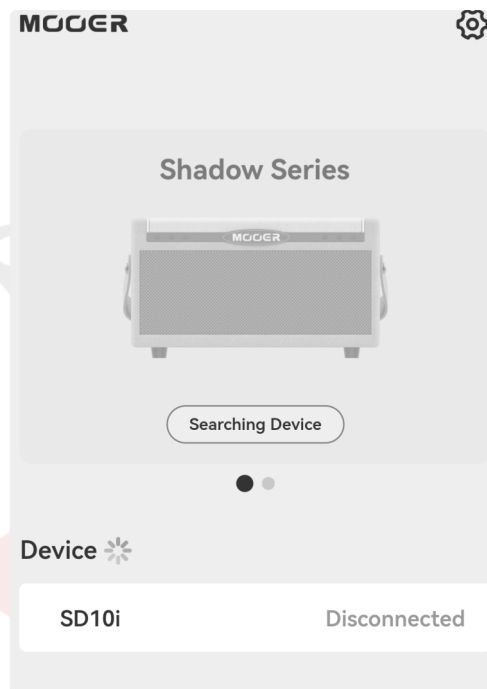 MOOER
Shadow Series
MOOER
Searching Device
Device
SD10i Disconnected